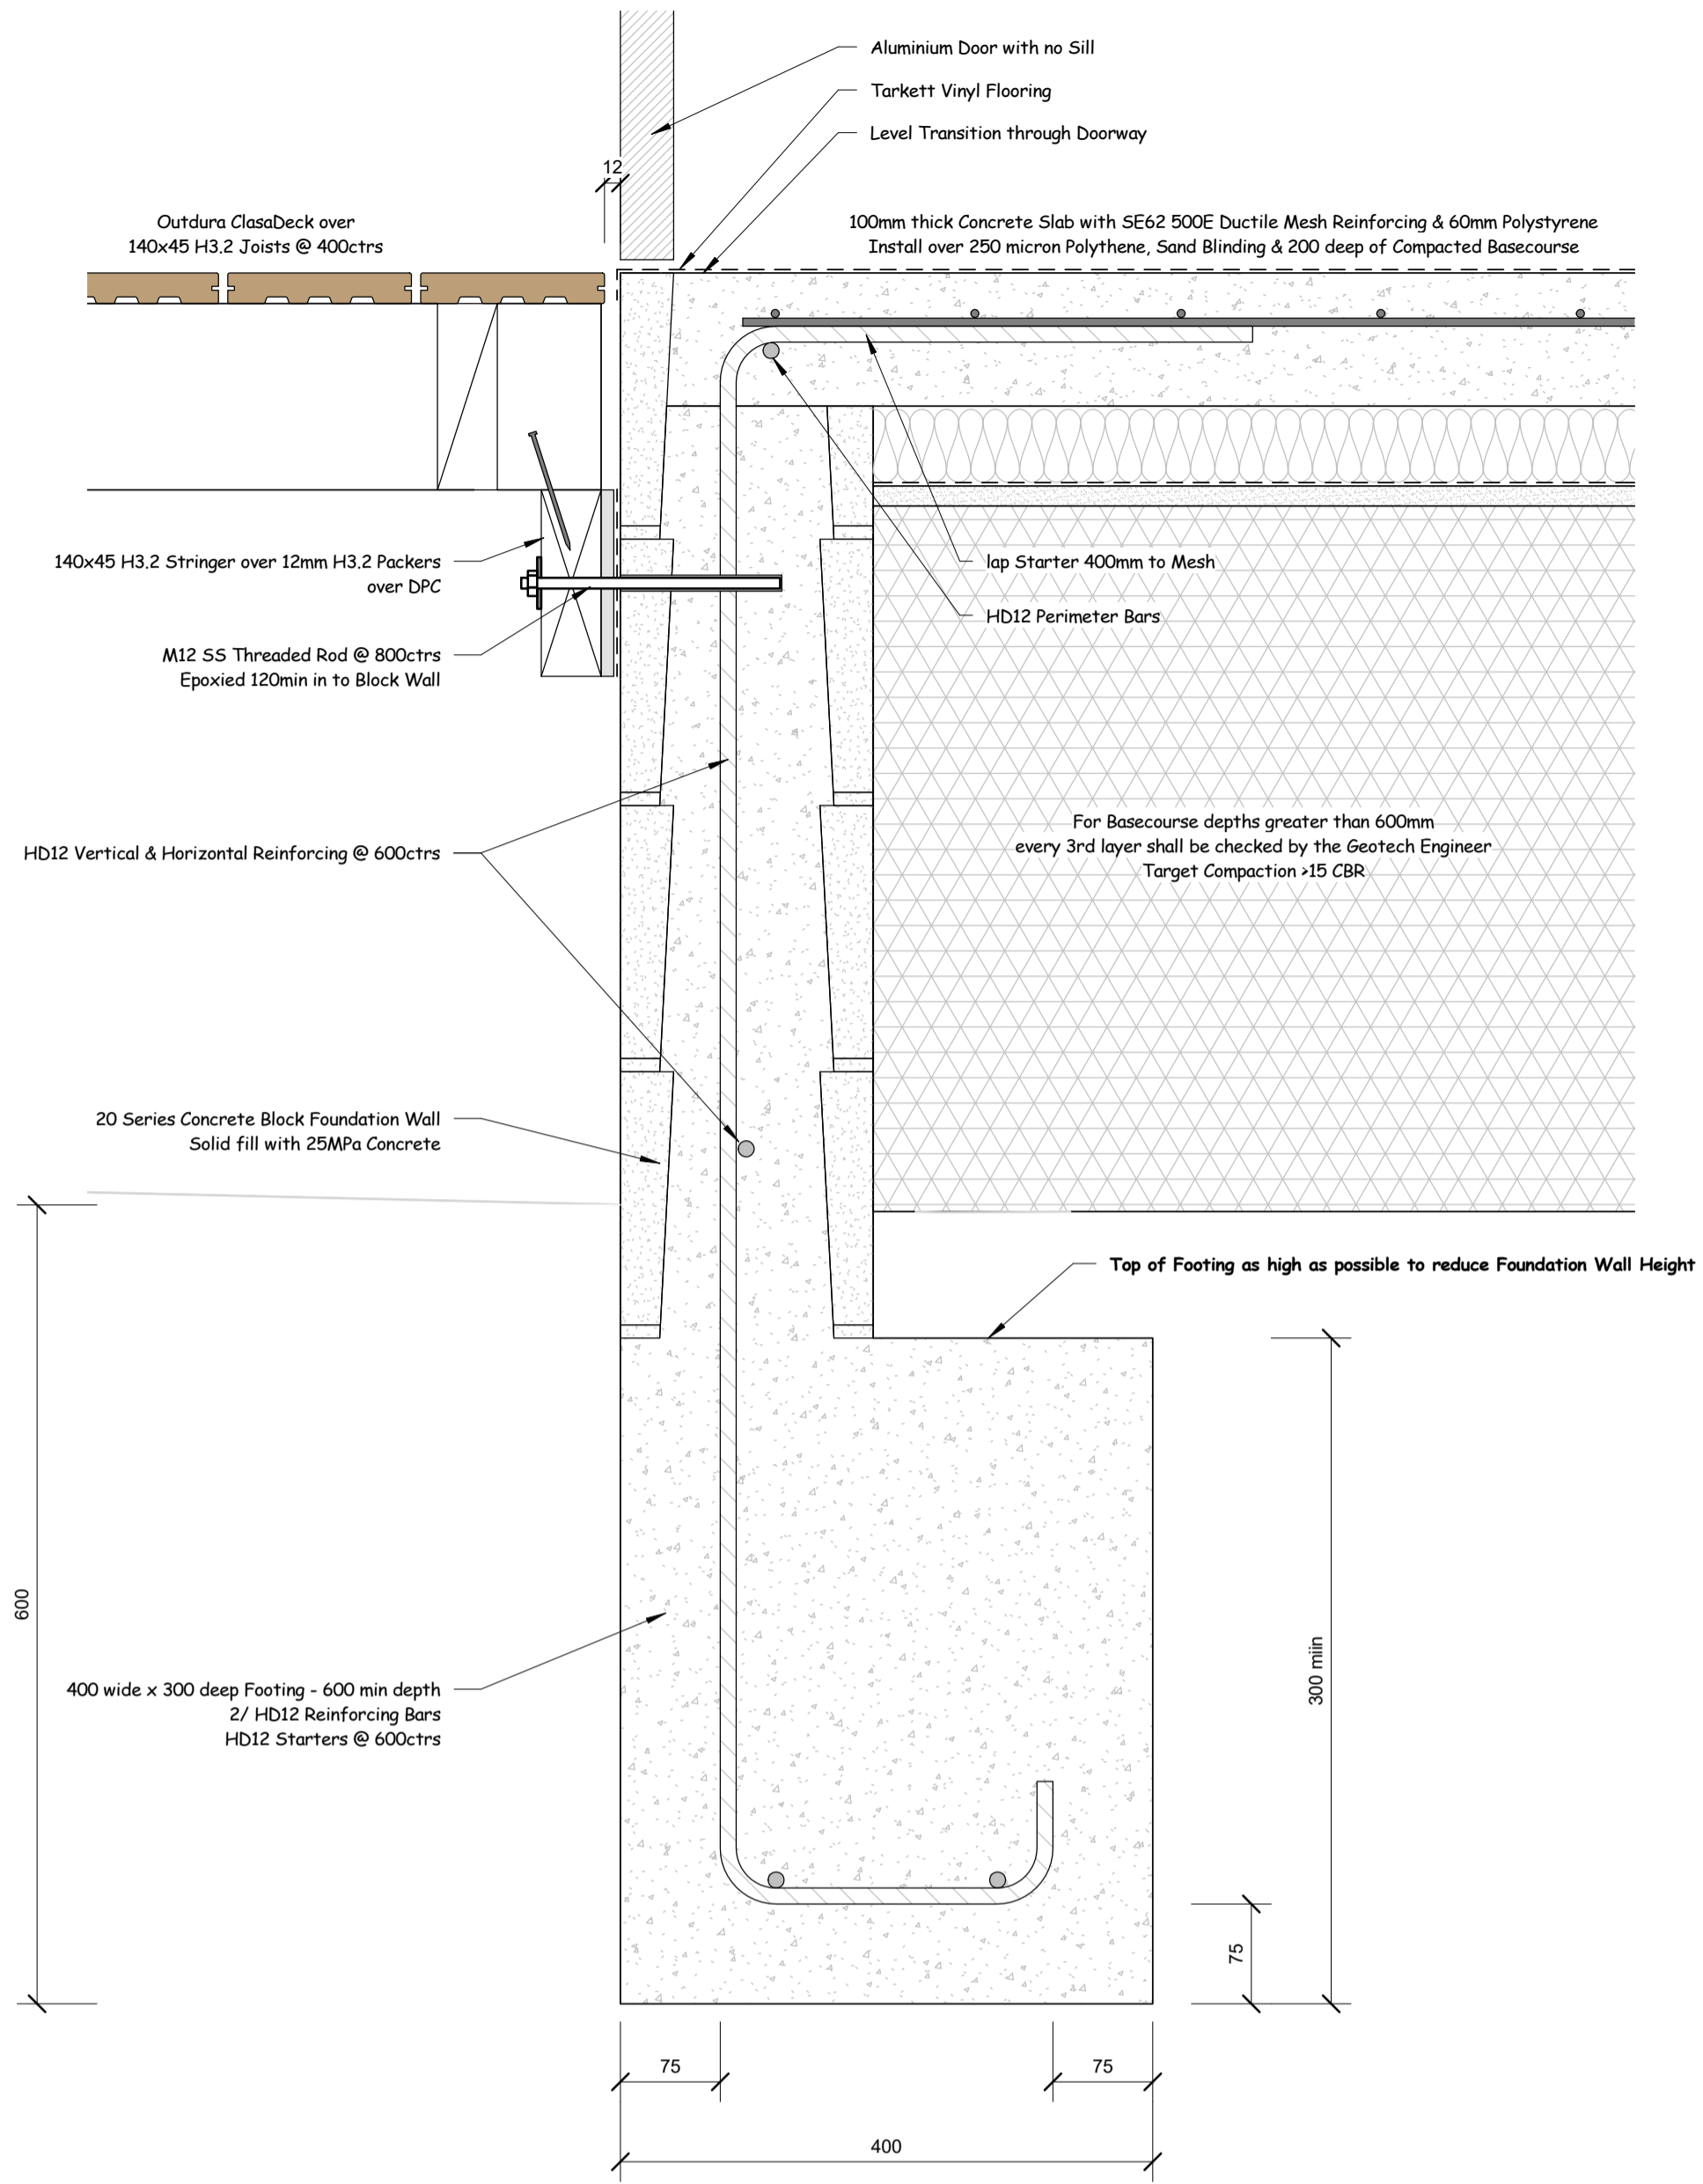 Aluminium Door with no Sill
Tarkett Vinyl Flooring
Level Transition through Doorway
12
Outdura ClasaDeck over
140x45 H3.2 Joists @ 400ctrs
100mm thick Concrete Slab with SE62 500E Ductile Mesh Reinforcing & 60mm Polystyrene
Install over 250 micron Polythene, Sand Blinding & 200 deep of Compacted Basecourse
140x45 H3.2 Stringer over 12mm H3.2 Packers
over DPC
lap Starter 400mm to Mesh
HD12 Perimeter Bars
M12 SS Threaded Rod @ 800ctrs
Epoxied 120min in to Block Wall
For Basecourse depths greater than 600mm
every 3rd layer shall be checked by the Geotech Engineer
Target Compaction >15 CBR
HD12 Vertical & Horizontal Reinforcing @ 600ctrs
20 Series Concrete Block Foundation Wall
Solid fill with 25MPa Concrete
Top of Footing as high as possible to reduce Foundation Wall Height
600
300 miin
400 wide x 300 deep Footing - 600 min depth
2/ HD12 Reinforcing Bars
HD12 Starters @ 600ctrs
75
75
75
400